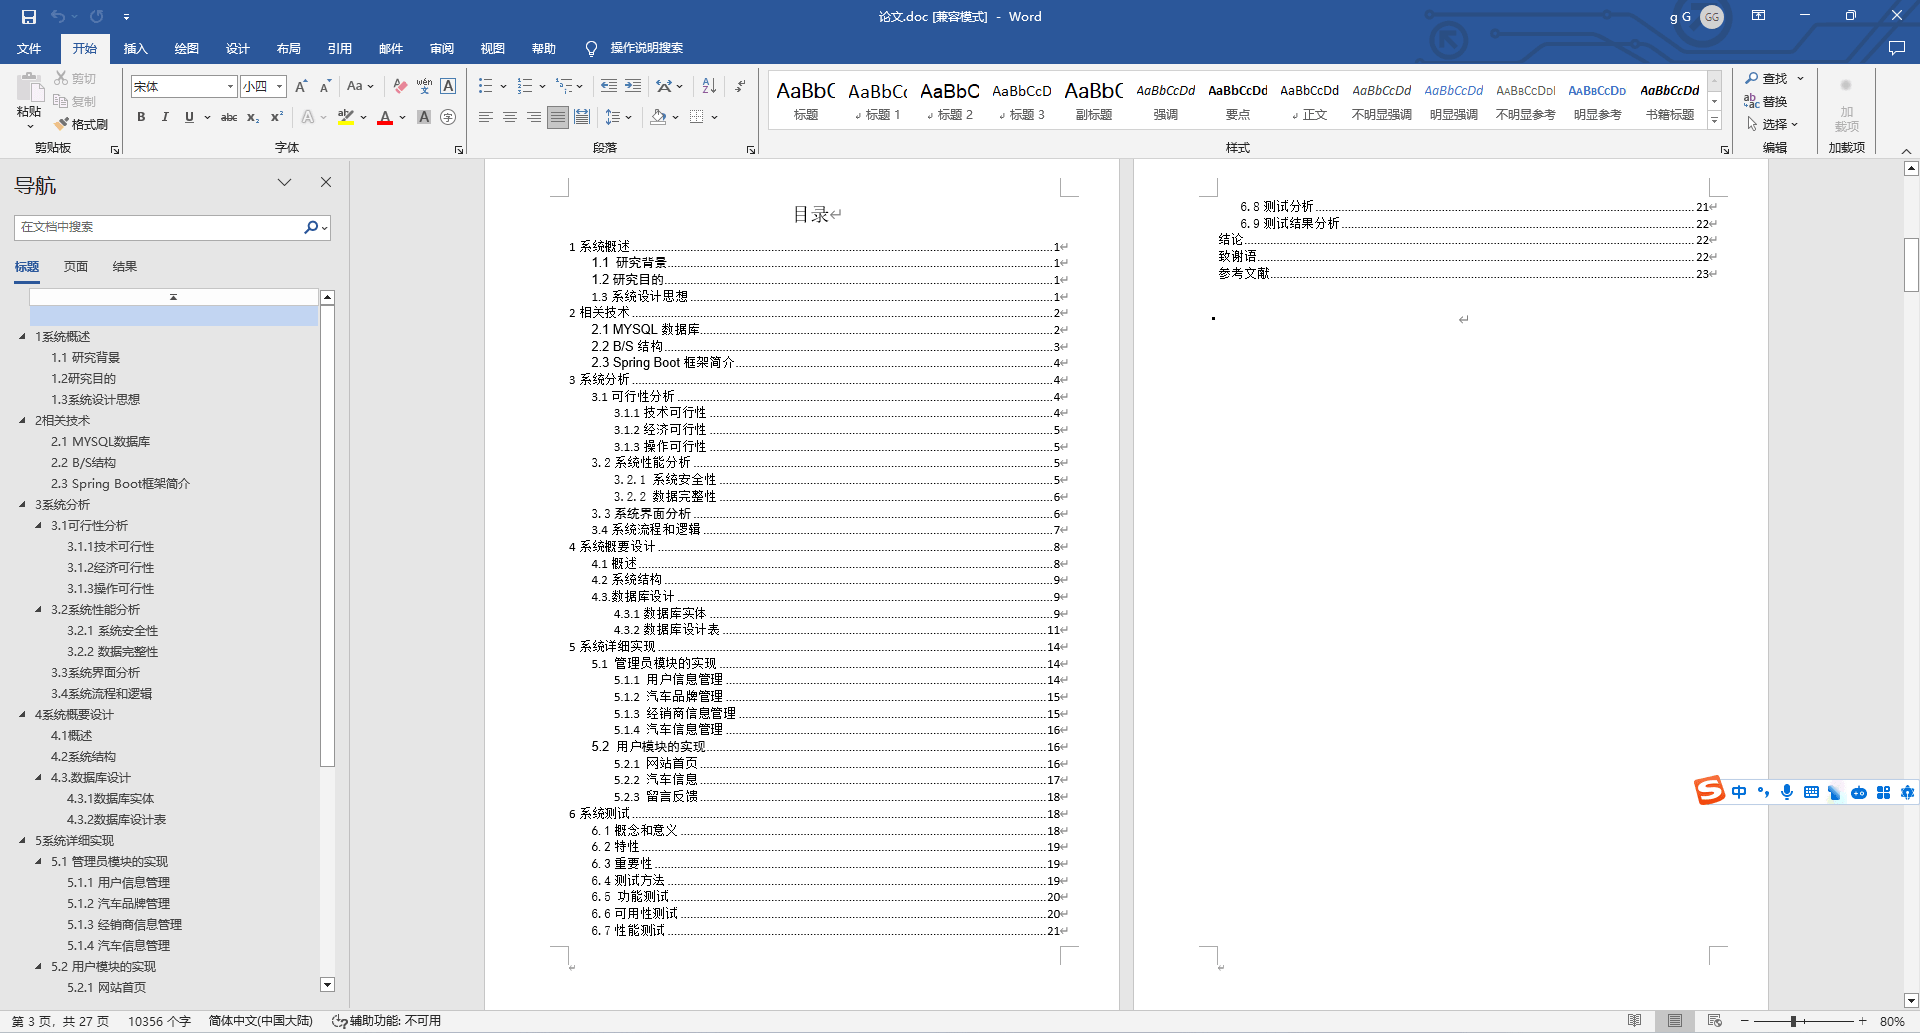 论文.doc [兼容模式] - Word
g G
GG
文件 开始 插入 绘图 设计 布局 引用 邮件 审阅 视图 帮助 操作说明搜索
粘贴
剪切
复制
格式刷
剪贴板
宋体 小四
字体
段落
AaBbC 标题
AaBbCc 标题 1
AaBbC 标题 2
AaBbCcD 标题 3
AaBbC 副标题
AaBbCcDd 强调
AaBbCcDd 要点
AaBbCcDd 正文
AaBbCcDd 不明显强调
AaBbCcDd 明显强调
AaBbCcDd 不明显参考
AaBbCcDd 明显参考
AaBbCcDd 书籍标题
样式
查找
替换
选择
编辑
加载项
加载项
导航
在文档中搜索
标题 页面 结果
1系统概述
1.1 研究背景
1.2研究目的
1.3系统设计思想
2相关技术
2.1 MYSQL数据库
2.2 B/S结构
2.3 Spring Boot框架简介
3系统分析
3.1可行性分析
3.1.1技术可行性
3.1.2经济可行性
3.1.3操作可行性
3.2系统性能分析
3.2.1 系统安全性
3.2.2 数据完整性
3.3系统界面分析
3.4系统流程和逻辑
4系统概要设计
4.1概述
4.2系统结构
4.3.数据库设计
4.3.1数据库实体
4.3.2数据库设计表
5系统详细实现
5.1 管理员模块的实现
5.1.1 用户信息管理
5.1.2 汽车品牌管理
5.1.3 经销商信息管理
5.1.4 汽车信息管理
5.2 用户模块的实现
5.2.1 网站首页
目录
1 系统概述 1
1.1 研究背景 1
1.2 研究目的 1
1.3 系统设计思想 1
2 相关技术 2
2.1 MYSQL 数据库 2
2.2 B/S 结构 3
2.3 Spring Boot 框架简介 4
3 系统分析 4
3.1 可行性分析 4
3.1.1 技术可行性 4
3.1.2 经济可行性 5
3.1.3 操作可行性 5
3.2 系统性能分析 5
3.2.1 系统安全性 5
3.2.2 数据完整性 6
3.3 系统界面分析 6
3.4 系统流程和逻辑 7
4 系统概要设计 8
4.1 概述 8
4.2 系统结构 9
4.3.数据库设计 9
4.3.1 数据库实体 9
4.3.2 数据库设计表 11
5 系统详细实现 14
5.1 管理员模块的实现 14
5.1.1 用户信息管理 14
5.1.2 汽车品牌管理 15
5.1.3 经销商信息管理 15
5.1.4 汽车信息管理 16
5.2 用户模块的实现 16
5.2.1 网站首页 16
5.2.2 汽车信息 17
5.2.3 留言反馈 18
6 系统测试 18
6.1 概念和意义 18
6.2 特性 19
6.3 重要性 19
6.4 测试方法 19
6.5 功能测试 20
6.6 可用性测试 20
6.7 性能测试 21
6.8 测试分析 21
6.9 测试结果分析 22
结论 22
致谢语 22
参考文献 23
中
第 3 页，共 27 页 10356 个字 简体中文(中国大陆) 辅助功能: 不可用
80%